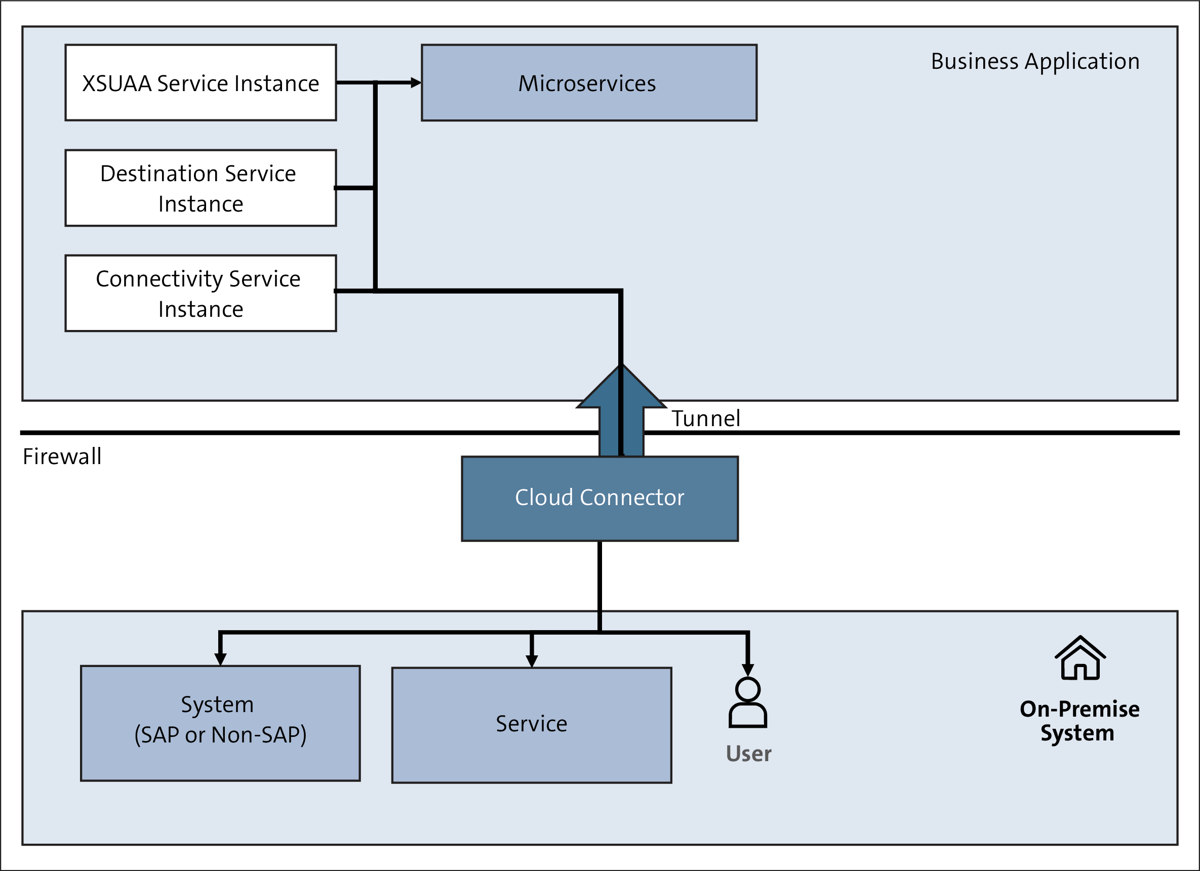 Business Application
XSUAA Service Instance
Microservices
Destination Service
Instance
Connectivity Service
Instance
Tunnel
Firewall
Cloud Connector
System
(SAP or Non-SAP)
Service
User
On-Premise
System